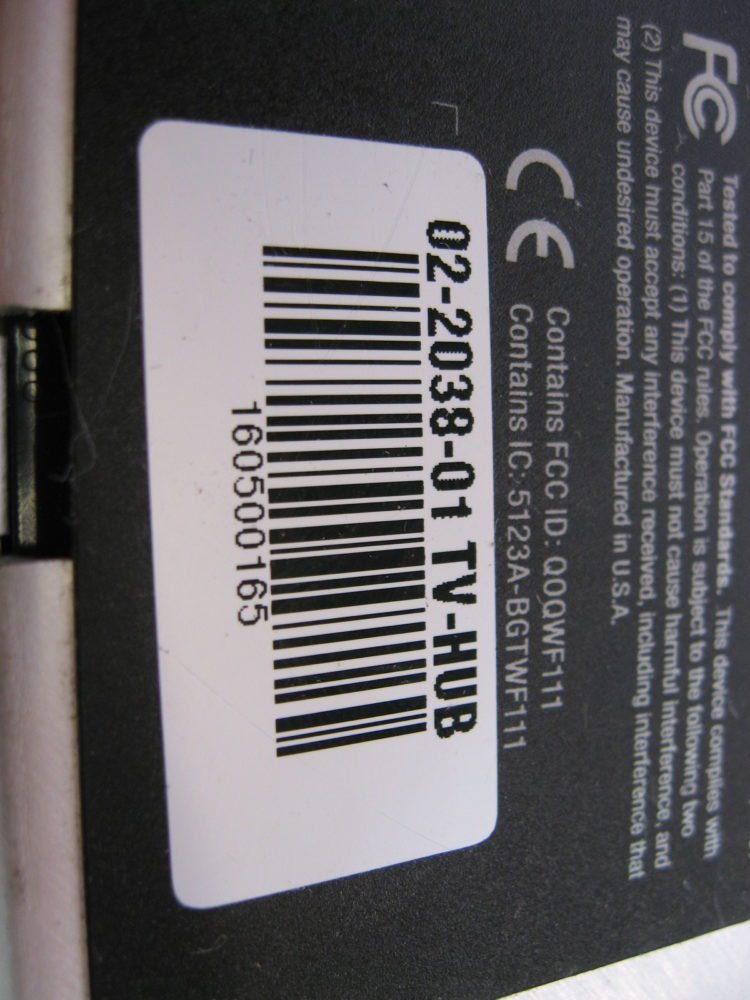 FC Tested to comply with FCC Standards. This device complies with
Part 15 of the FCC rules. Operation is subject to the following two
conditions: (1) This device must not cause harmful interference, and
(2) This device must accept any interference received, including interference that
may cause undesired operation. Manufactured in U.S.A.
CE Contains FCC ID: QOQWF111
Contains IC: 5123A-BGTWF111
02-2038-01 TV-HUB
160500165